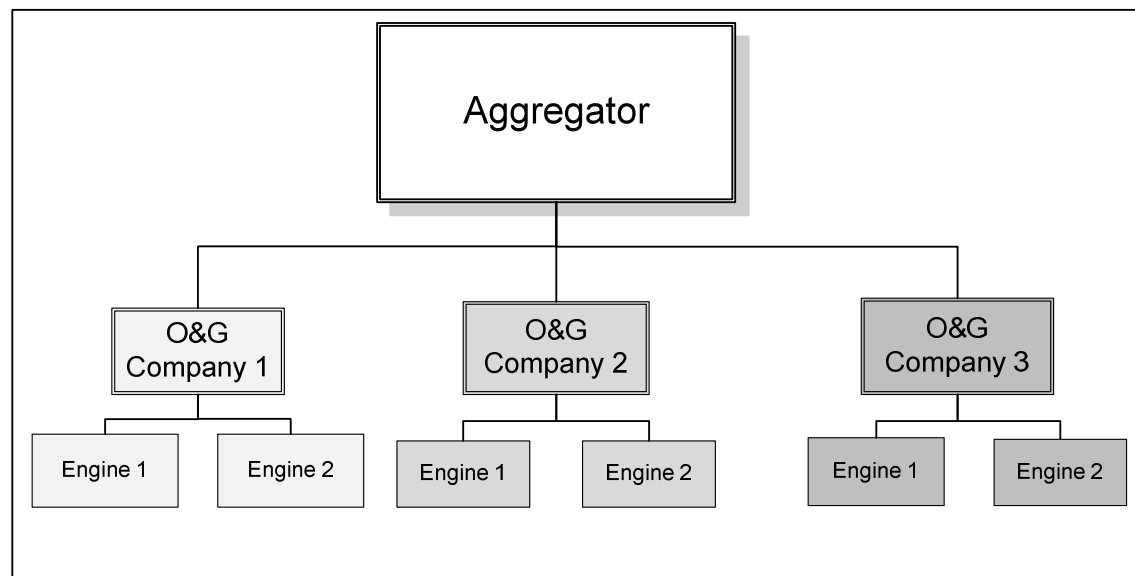 Aggregator
O&G
Company 1
O&G
Company 2
O&G
Company 3
Engine 1
Engine 2
Engine 1
Engine 2
Engine 1
Engine 2